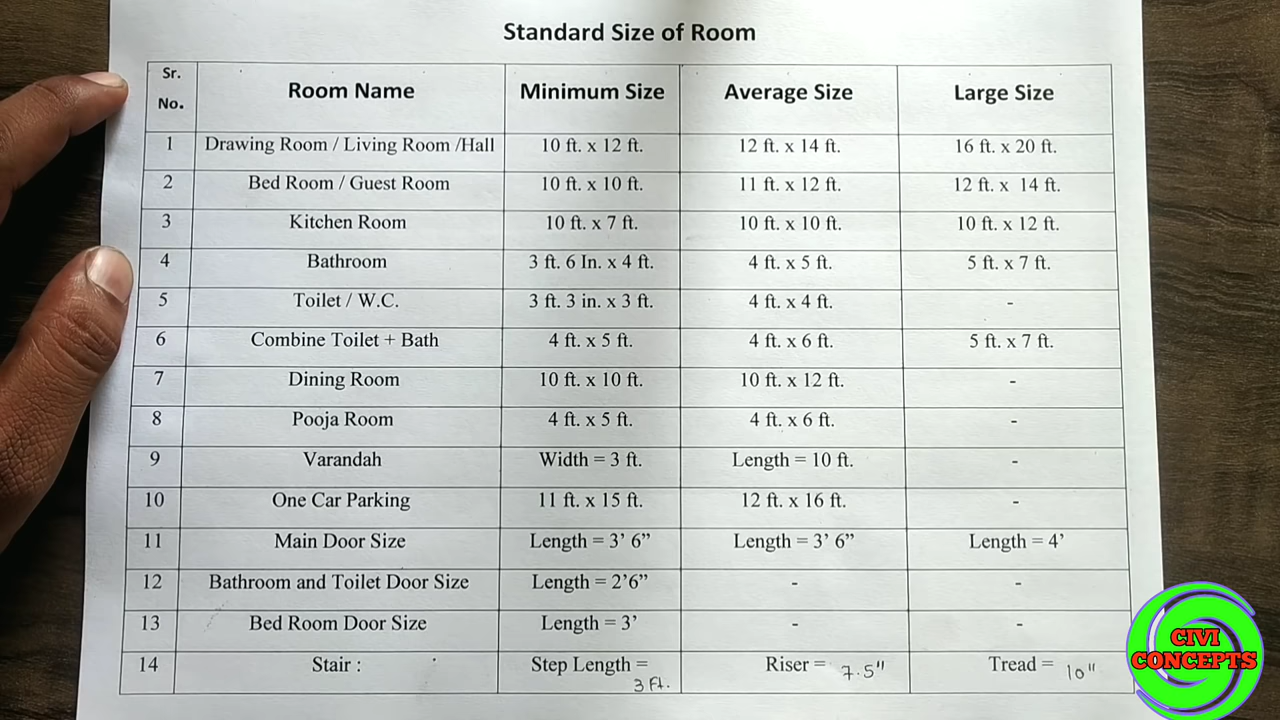 Standard Size of Room
Sr. No. Room Name Minimum Size Average Size Large Size
1 Drawing Room / Living Room /Hall 10 ft. x 12 ft. 12 ft. x 14 ft. 16 ft. x 20 ft.
2 Bed Room / Guest Room 10 ft. x 10 ft. 11 ft. x 12 ft. 12 ft. x 14 ft.
3 Kitchen Room 10 ft. x 7 ft. 10 ft. x 10 ft. 10 ft. x 12 ft.
4 Bathroom 3 ft. 6 In. x 4 ft. 4 ft. x 5 ft. 5 ft. x 7 ft.
5 Toilet / W.C. 3 ft. 3 in. x 3 ft. 4 ft. x 4 ft. -
6 Combine Toilet + Bath 4 ft. x 5 ft. 4 ft. x 6 ft. 5 ft. x 7 ft.
7 Dining Room 10 ft. x 10 ft. 10 ft. x 12 ft. -
8 Pooja Room 4 ft. x 5 ft. 4 ft. x 6 ft. -
9 Varandah Width = 3 ft. Length = 10 ft. -
10 One Car Parking 11 ft. x 15 ft. 12 ft. x 16 ft. -
11 Main Door Size Length = 3’ 6” Length = 3’ 6” Length = 4’
12 Bathroom and Toilet Door Size Length = 2’6” - -
13 Bed Room Door Size Length = 3’ - -
14 Stair : Step Length = 3 Ft. Riser = 7.5" Tread = 10"
CIVI
CONCEPTS